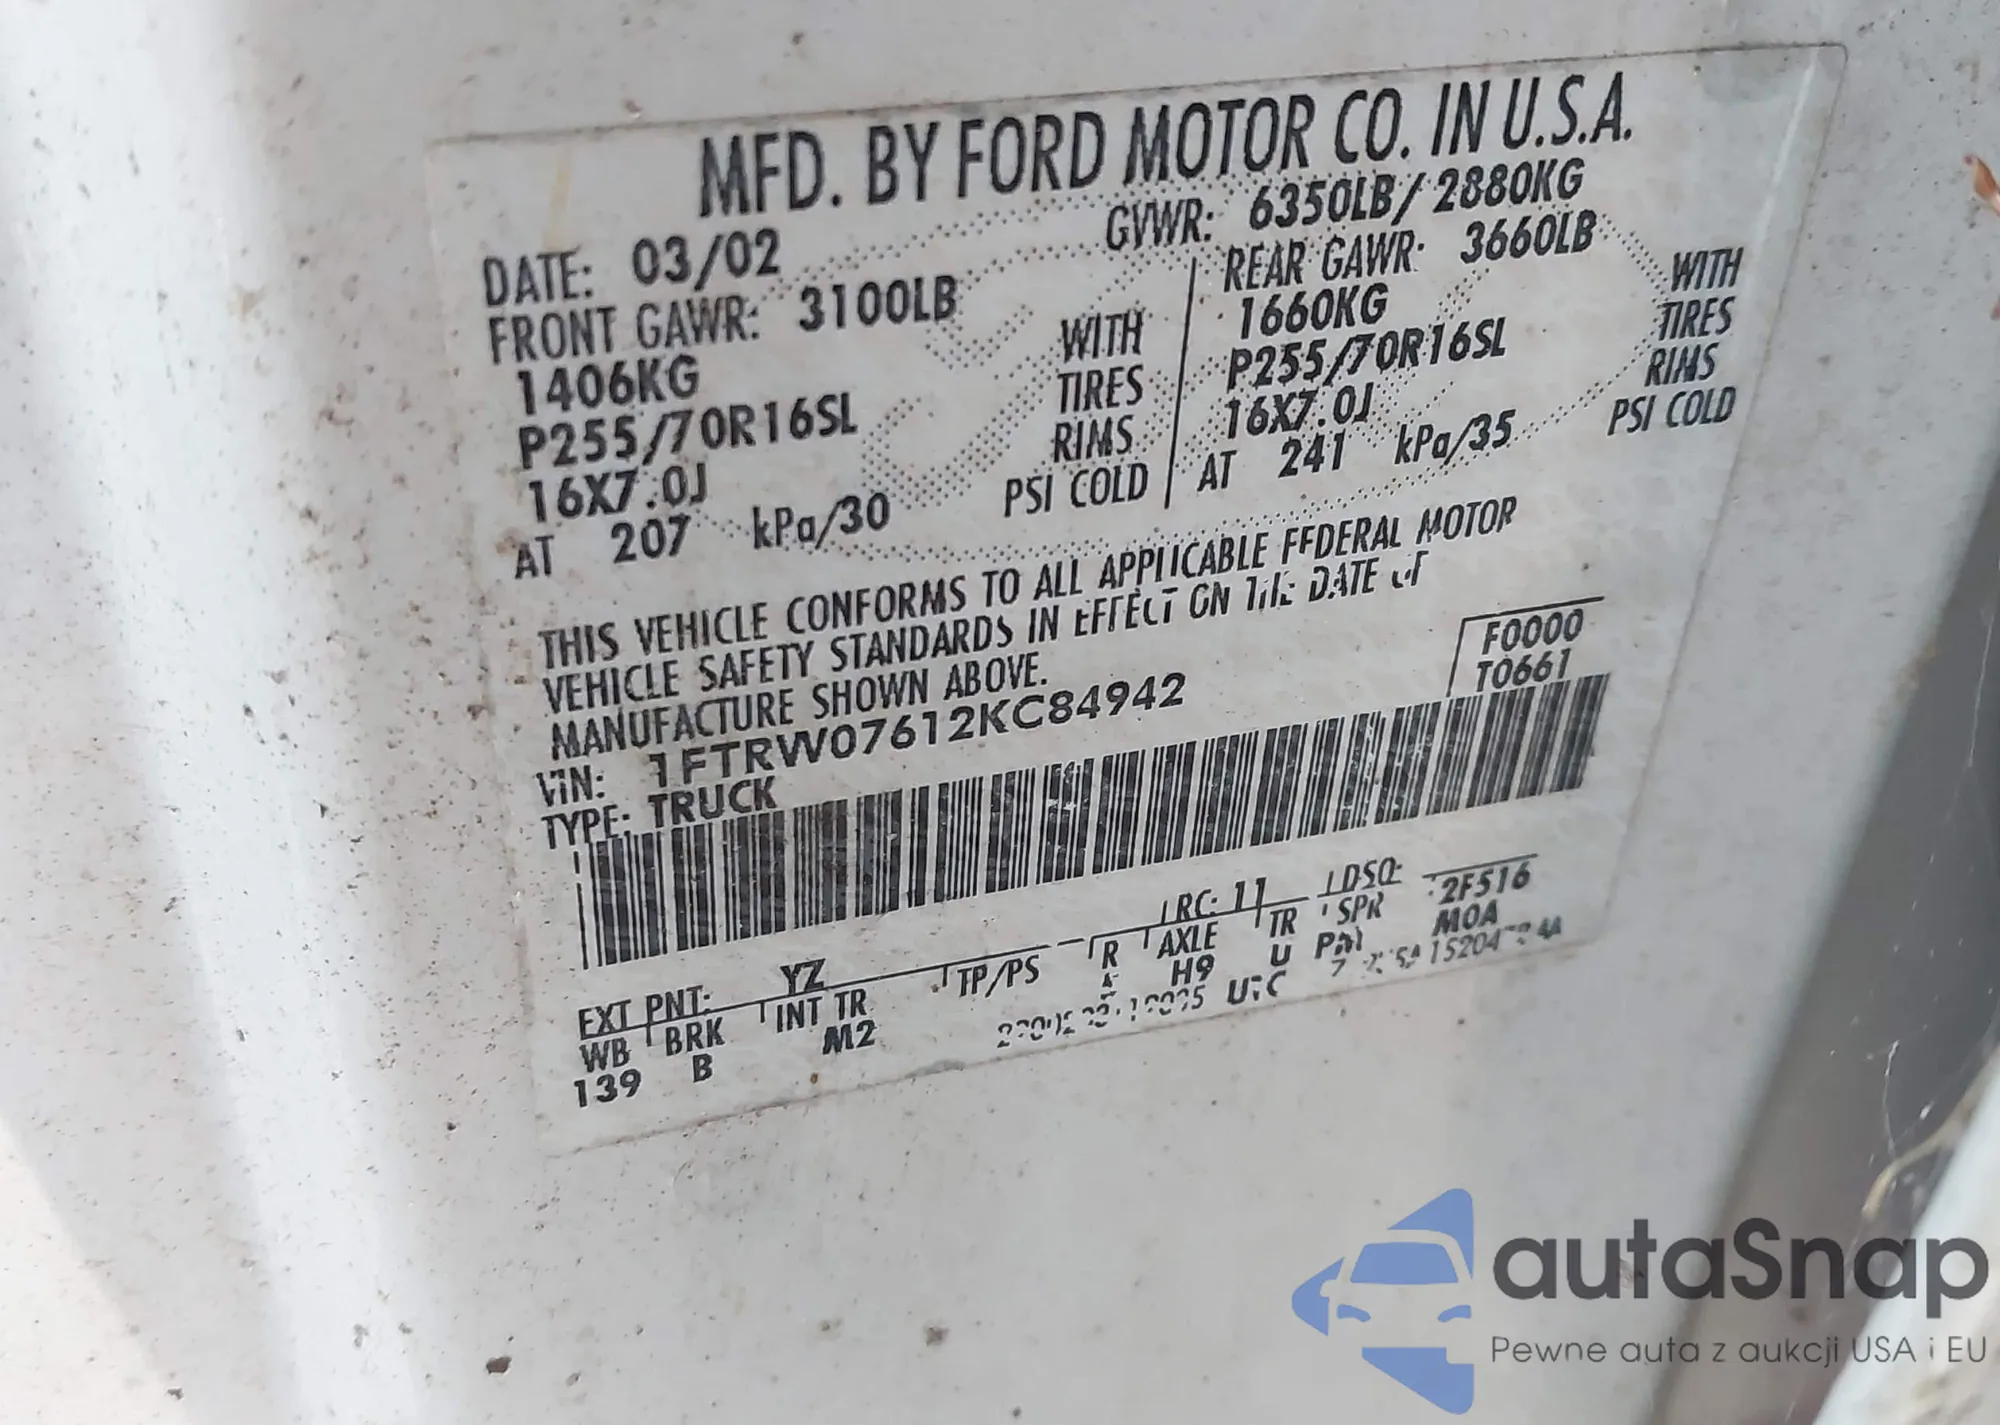 MFD. BY FORD MOTOR CO. IN U.S.A.
DATE: 03/02 GVWR: 6350LB/ 2880KG
FRONT GAWR: 3100LB REAR GAWR: 3660LB
1406KG WITH 1660KG WITH
P255/70R16SL TIRES P255/70R16SL TIRES
16X7.0J RIMS 16X7.0J RIMS
AT 207 kPa/30 PSI COLD AT 241 kPa/35 PSI COLD
THIS VEHICLE CONFORMS TO ALL APPLICABLE FEDERAL MOTOR
VEHICLE SAFETY STANDARDS IN EFFECT ON THE DATE OF
MANUFACTURE SHOWN ABOVE.
VIN: 1FTRW07612KC84942 F0000
TYPE: TRUCK T0661
EXT PNT: YZ RC: 11 DSO: 2F516
WB BRK INT TR TP/PS R AXLE TR SPR M0A
139 B M2 H9 U
UTC
autaSnap
Pewne auta z aukcji USA i EU